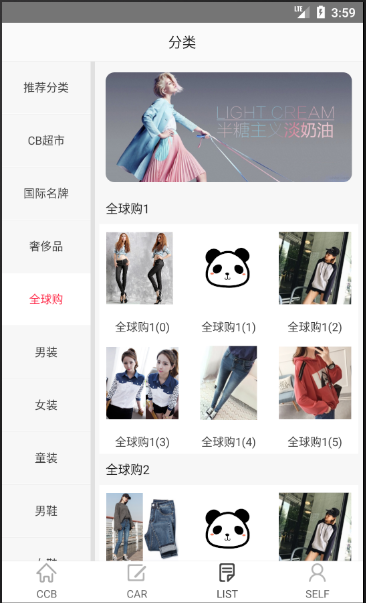 LTE 3:59
分类
推荐分类
CB超市
国际名牌
奢侈品
全球购
男装
女装
童装
男鞋
女鞋
LIGHT CREAM
半糖主义淡奶油
全球购1
全球购1(0)
全球购1(1)
全球购1(2)
全球购1(3)
全球购1(4)
全球购1(5)
全球购2
CCB
CAR
LIST
SELF